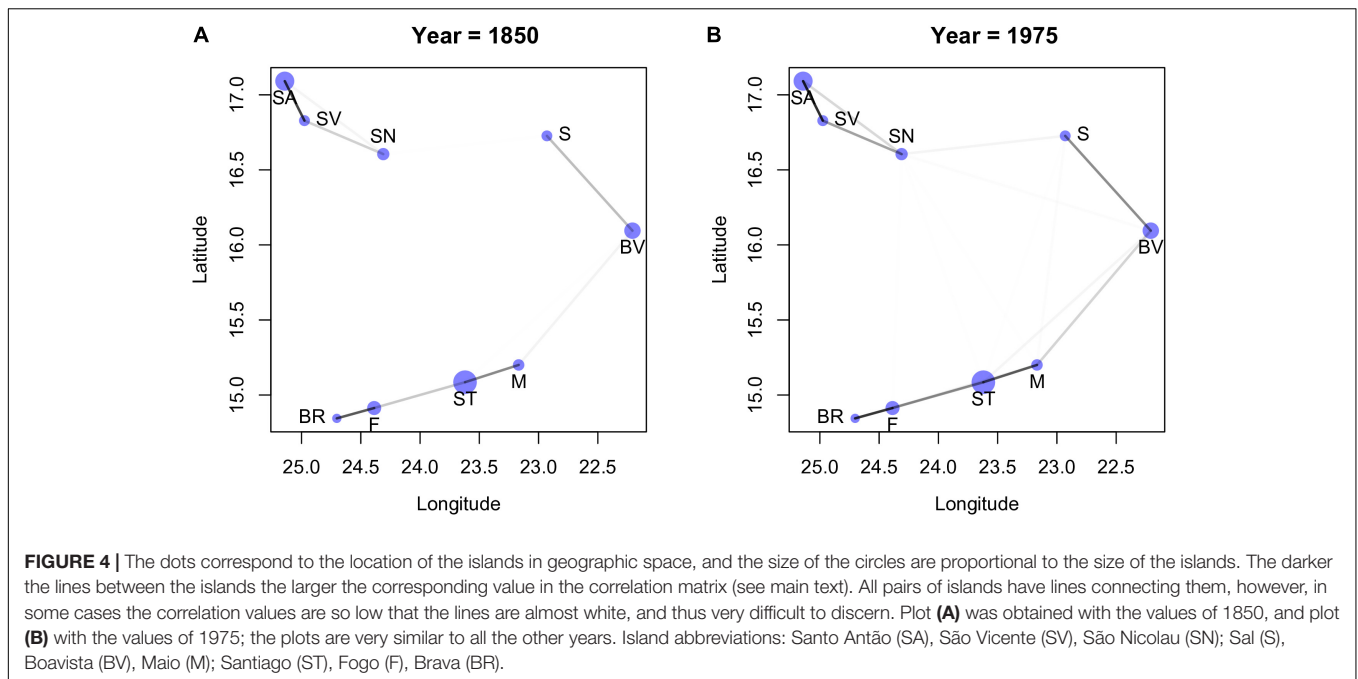 A
Year = 1850
17.0
16.5
16.0
15.5
15.0
Latitude
SA
SV
SN
S
BV
M
ST
F
BR
25.0 24.5 24.0 23.5 23.0 22.5
Longitude
B
Year = 1975
17.0
16.5
16.0
15.5
15.0
Latitude
SA
SV
SN
S
BV
M
ST
F
BR
25.0 24.5 24.0 23.5 23.0 22.5
Longitude
FIGURE 4 | The dots correspond to the location of the islands in geographic space, and the size of the circles are proportional to the size of the islands. The darker
the lines between the islands the larger the corresponding value in the correlation matrix (see main text). All pairs of islands have lines connecting them, however, in
some cases the correlation values are so low that the lines are almost white, and thus very difficult to discern. Plot (A) was obtained with the values of 1850, and plot
(B) with the values of 1975; the plots are very similar to all the other years. Island abbreviations: Santo Antão (SA), São Vicente (SV), São Nicolau (SN); Sal (S),
Boavista (BV), Maio (M); Santiago (ST), Fogo (F), Brava (BR).